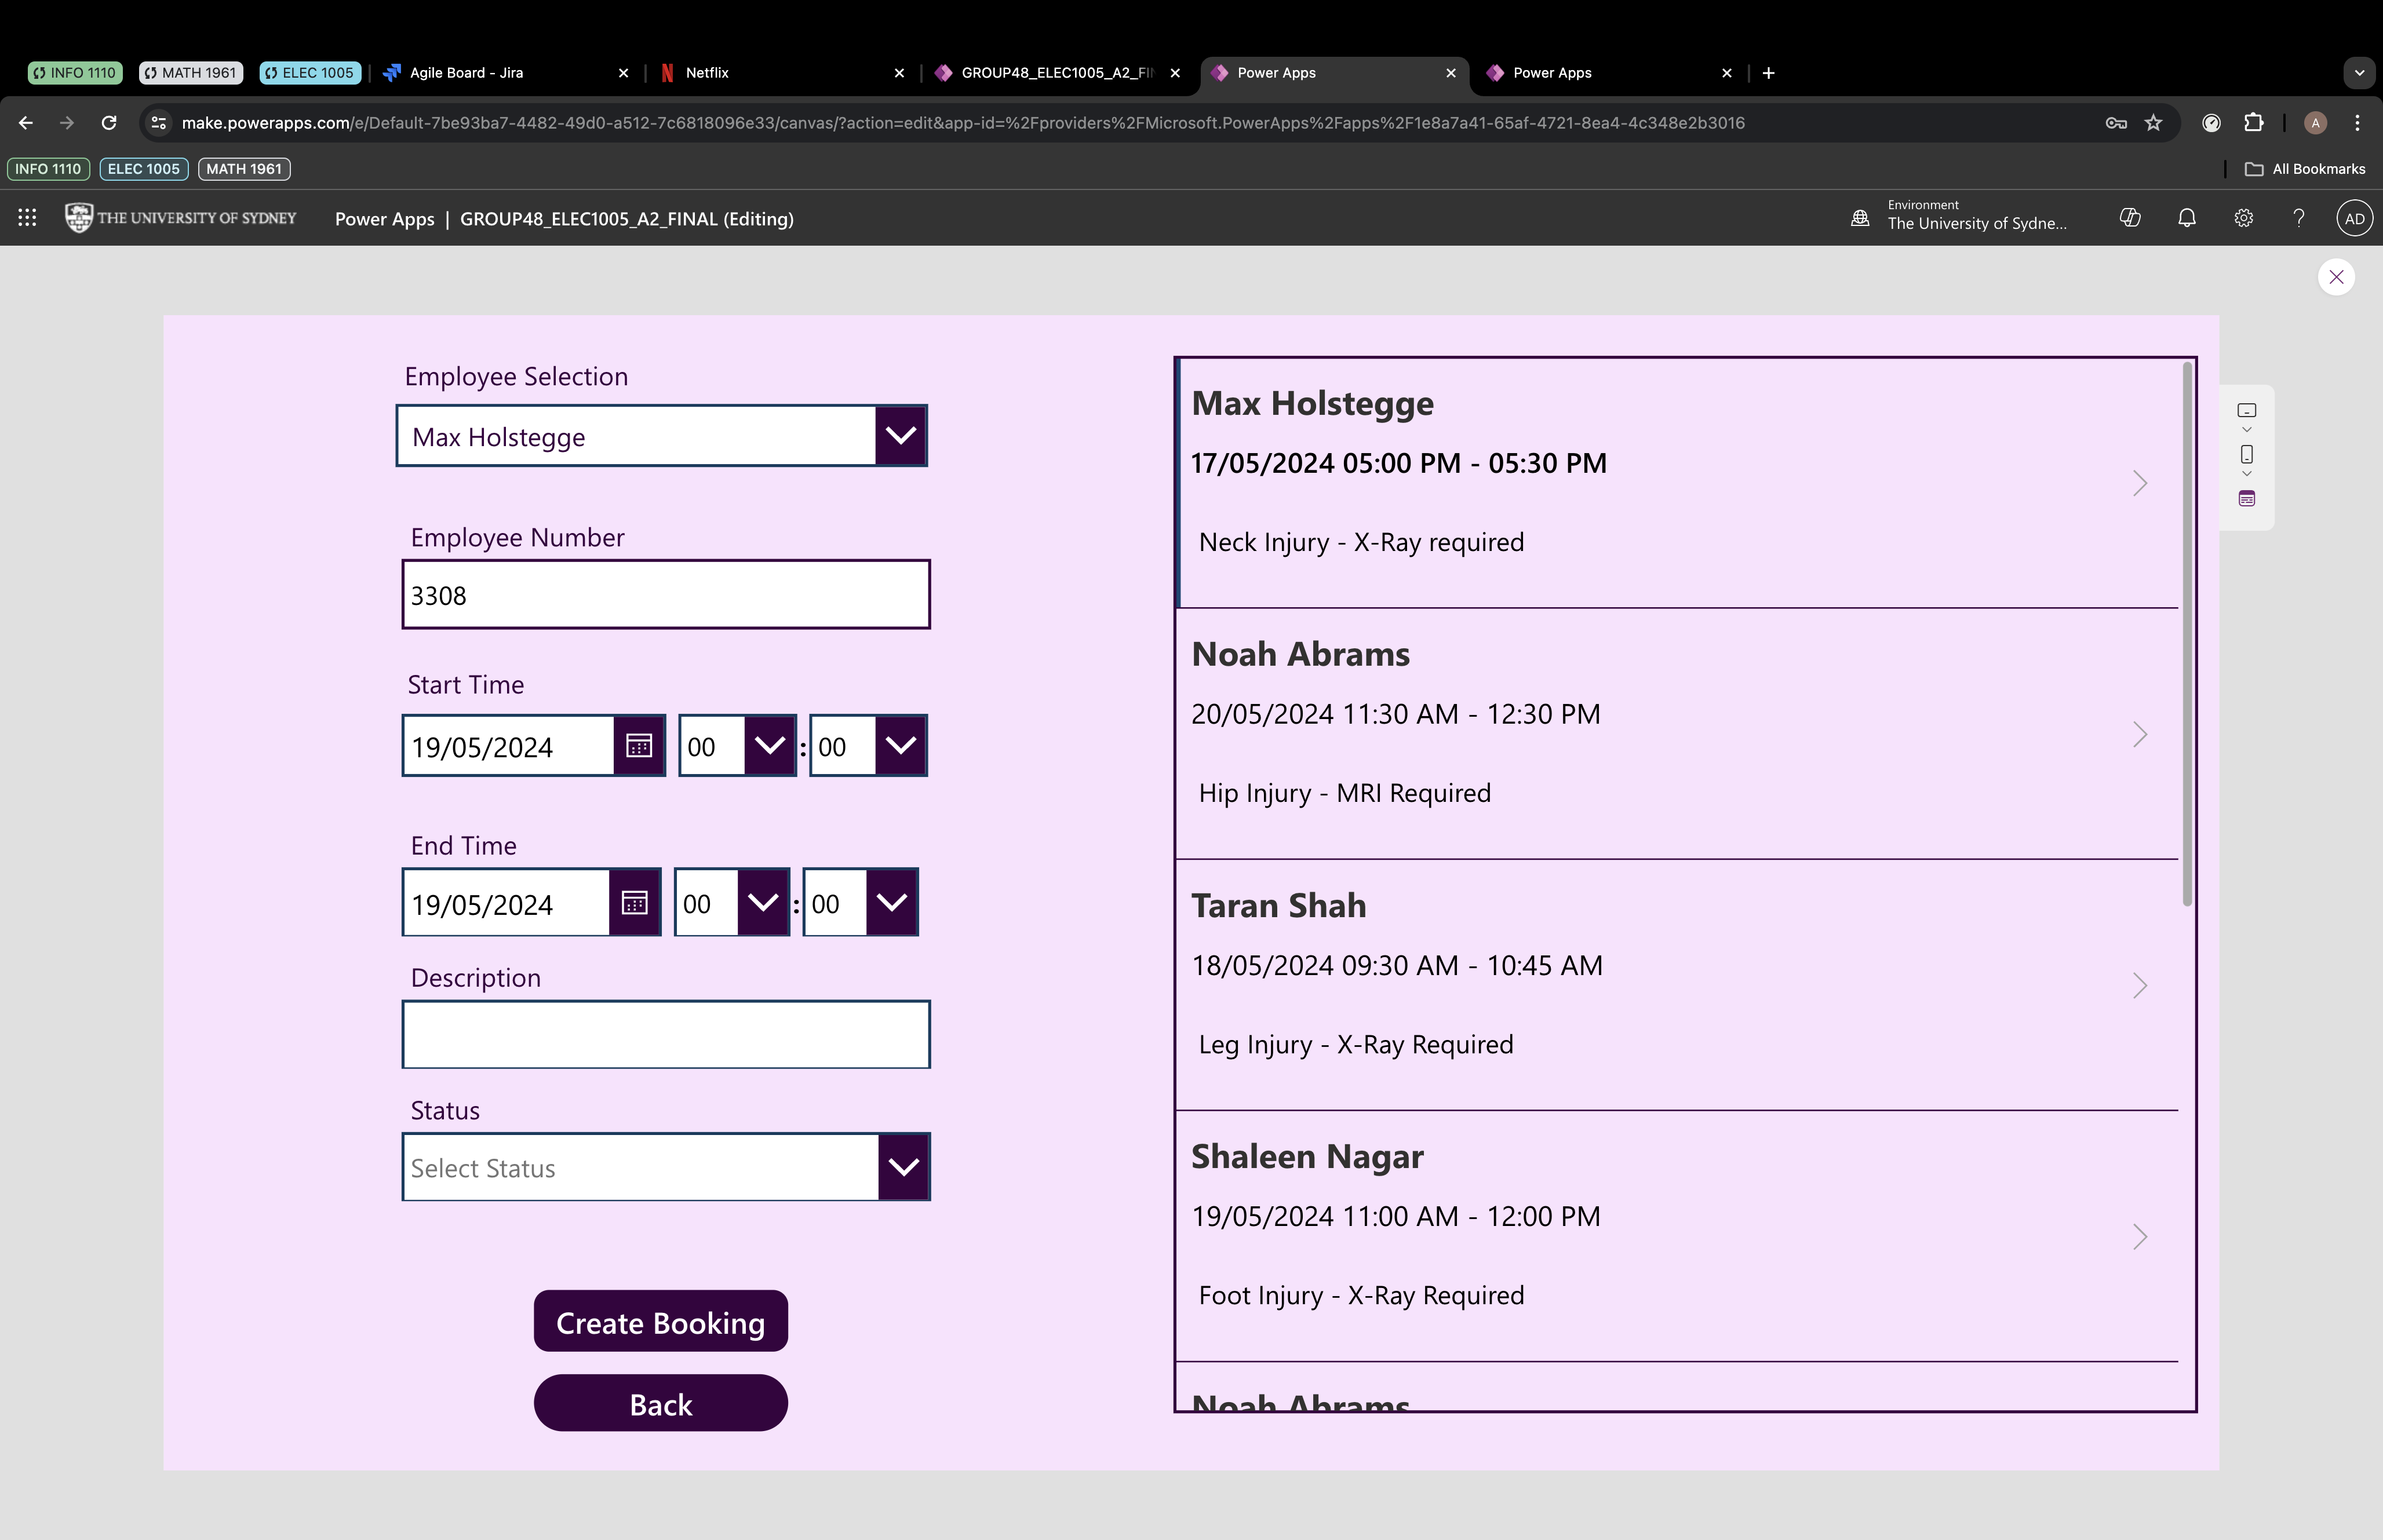 INFO 1110
MATH 1961
ELEC 1005
Agile Board - Jira
Netflix
GROUP48_ELEC1005_A2_FI
Power Apps
Power Apps
make.powerapps.com/e/Default-7be93ba7-4482-49d0-a512-7c6818096e33/canvas/?action=edit&app-id=%2Fproviders%2FMicrosoft.PowerApps%2Fapps%2F1e8a7a41-65af-4721-8ea4-4c348e2b3016
A
INFO 1110
ELEC 1005
MATH 1961
All Bookmarks
THE UNIVERSITY OF SYDNEY
Power Apps | GROUP48_ELEC1005_A2_FINAL (Editing)
Environment
The University of Sydne...
AD
Employee Selection
Max Holstegge
Employee Number
3308
Start Time
19/05/2024 00 : 00
End Time
19/05/2024 00 : 00
Description
Status
Select Status
Create Booking
Back
Max Holstegge
17/05/2024 05:00 PM - 05:30 PM
Neck Injury - X-Ray required
Noah Abrams
20/05/2024 11:30 AM - 12:30 PM
Hip Injury - MRI Required
Taran Shah
18/05/2024 09:30 AM - 10:45 AM
Leg Injury - X-Ray Required
Shaleen Nagar
19/05/2024 11:00 AM - 12:00 PM
Foot Injury - X-Ray Required
Noah Abrams